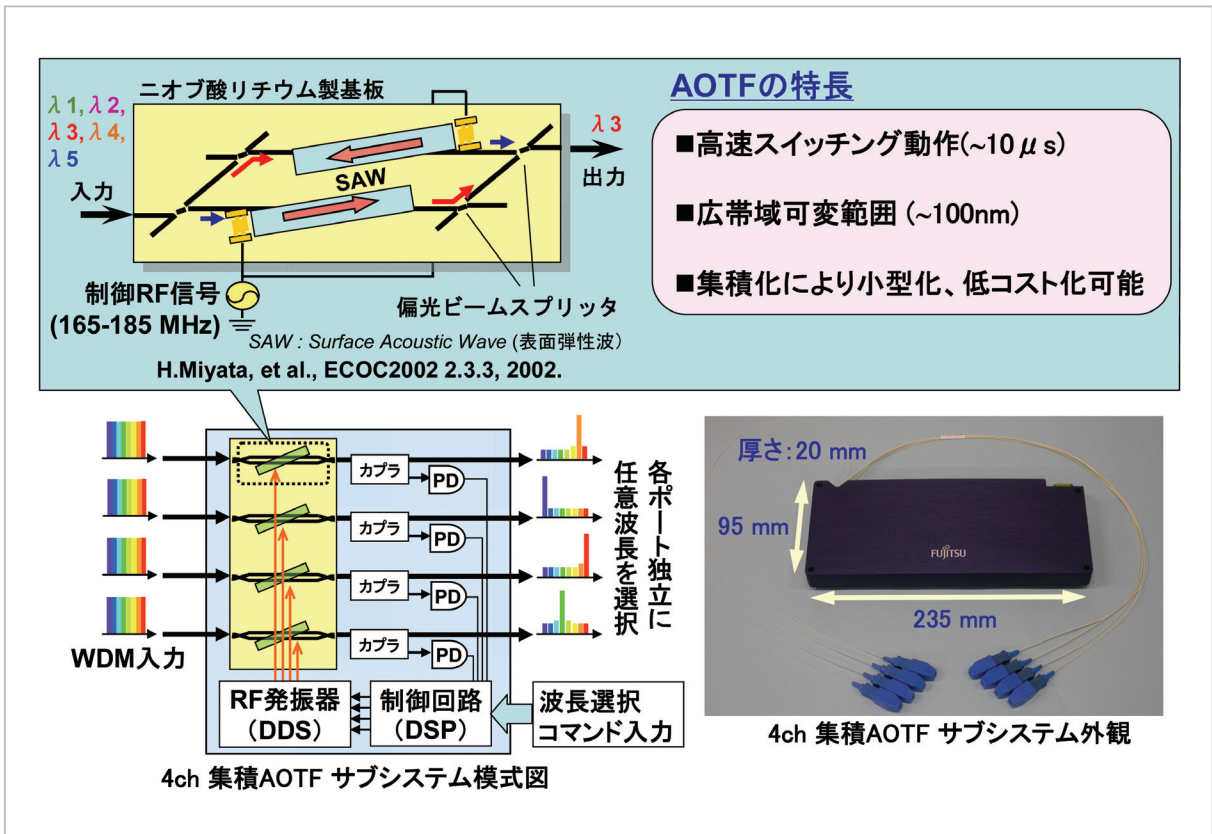 ニオブ酸リチウム製基板
λ1, λ2,
λ3, λ4,
λ5
入力
SAW
λ3
出力
制御RF信号
(165-185 MHz)
偏光ビームスプリッタ
SAW : Surface Acoustic Wave (表面弾性波)
H.Miyata, et al., ECOC2002 2.3.3, 2002.
AOTFの特長
■高速スイッチング動作(~10μs)
■広帯域可変範囲 (~100nm)
■集積化により小型化、低コスト化可能
カプラ
PD
カプラ
PD
カプラ
PD
カプラ
PD
WDM入力
各ポート独立に
任意波長を選択
RF発振器
(DDS)
制御回路
(DSP)
波長選択
コマンド入力
4ch 集積AOTF サブシステム模式図
厚さ:20 mm
95 mm
FUJITSU
235 mm
4ch 集積AOTF サブシステム外観